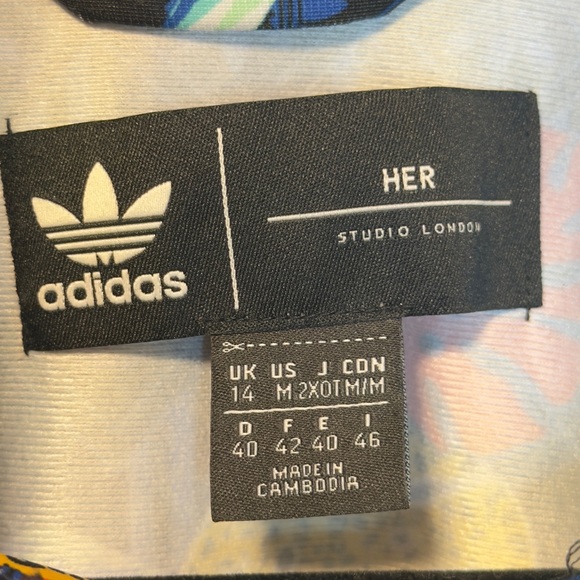 adidas
HER
STUDIO LONDON
UK US J CDN
14 M 2XOT M/M
D F E I
40 42 40 46
MADE IN
CAMBODIA